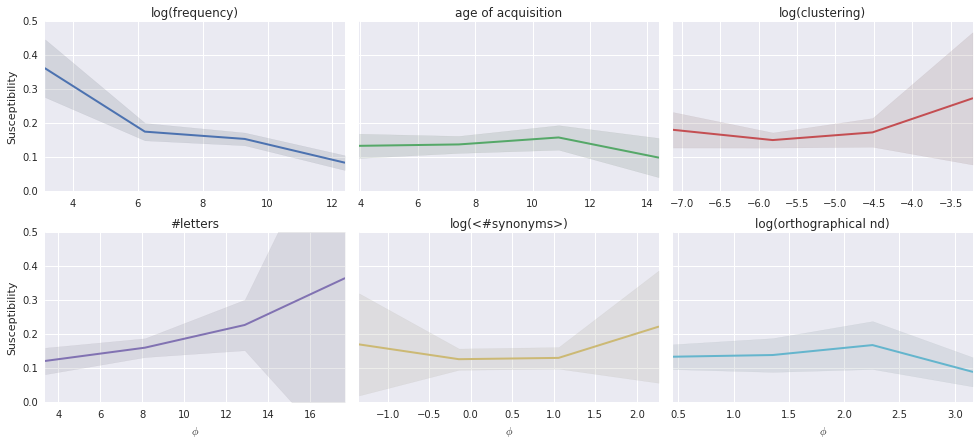 log(frequency) age of acquisition log(clustering)
Susceptibility
0.5
0.4
0.3
0.2
0.1
0.0
4 6 8 10 12
4 6 8 10 12 14
−7.0 −6.5 −6.0 −5.5 −5.0 −4.5 −4.0 −3.5
#letters log(<#synonyms>) log(orthographical nd)
Susceptibility
0.5
0.4
0.3
0.2
0.1
0.0
4 6 8 10 12 14 16
−1.0 −0.5 0.0 0.5 1.0 1.5 2.0
0.5 1.0 1.5 2.0 2.5 3.0
ϕ ϕ ϕ